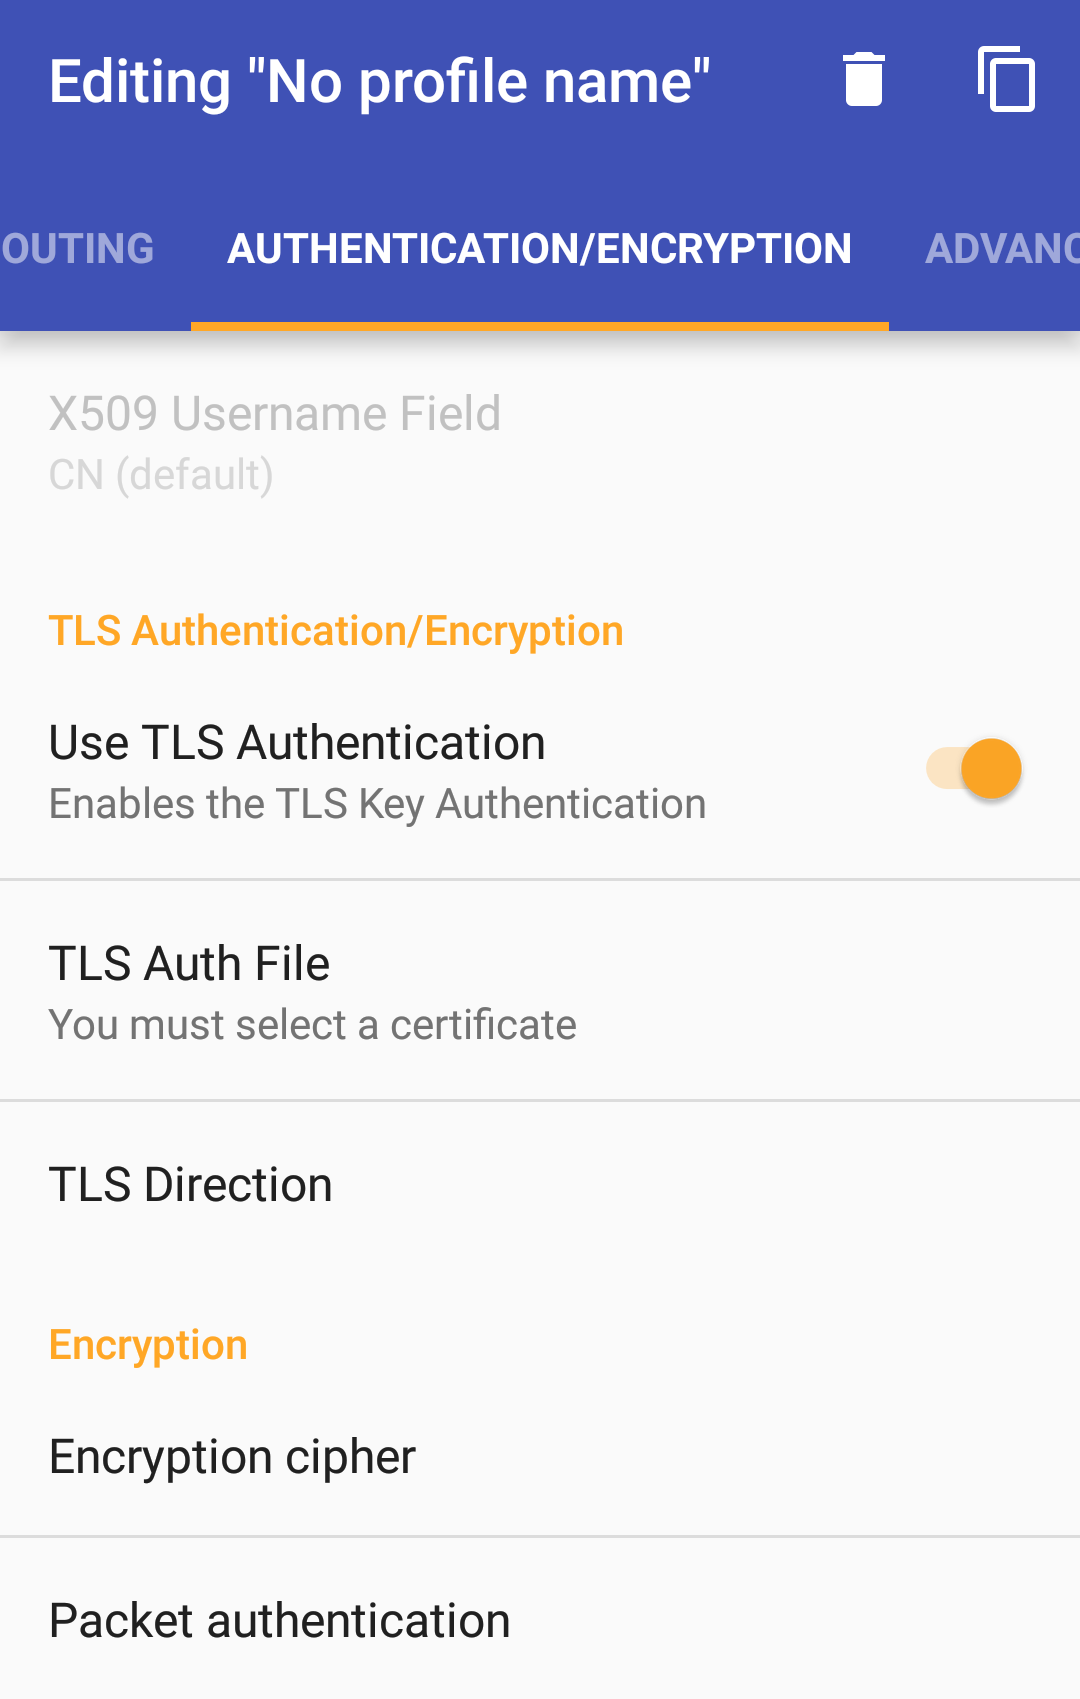 Editing "No profile name"
OUTING AUTHENTICATION/ENCRYPTION ADVANC
X509 Username Field
CN (default)
TLS Authentication/Encryption
Use TLS Authentication
Enables the TLS Key Authentication
TLS Auth File
You must select a certificate
TLS Direction
Encryption
Encryption cipher
Packet authentication